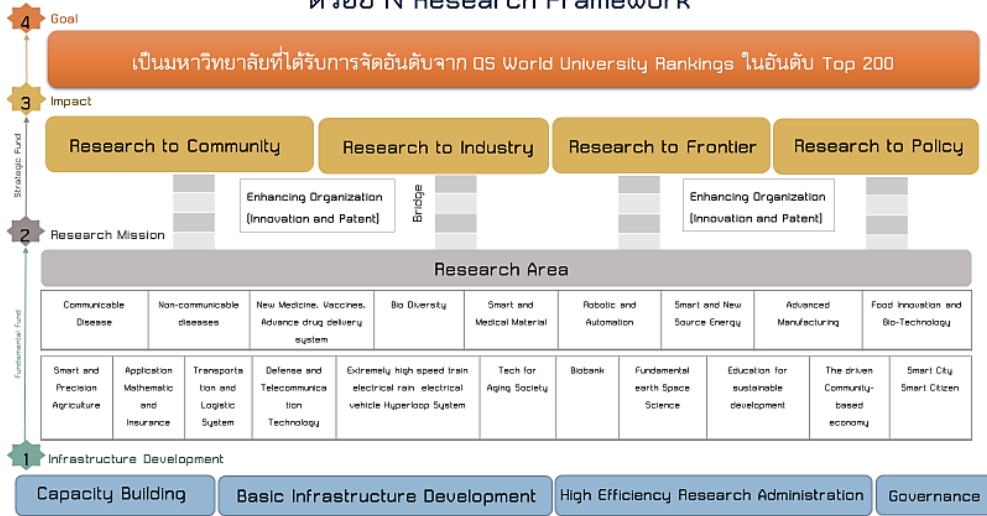 ด้วย N Research Framework
4 Goal
เป็นมหาวิทยาลัยที่ได้รับการจัดอันดับจาก QS World University Rankings ในอันดับ Top 200
3 Impact
Research to Community
Research to Industry
Research to Frontier
Research to Policy
Strategic Fund
Enhancing Organization
(Innovation and Patent)
Bridge
Enhancing Organization
(Innovation and Patent)
2 Research Mission
Research Area
Fundamental Fund
Communicable
Disease
Non-communicable
diseases
New Medicine, Vaccines,
Advance drug delivery
system
Bio Diversity
Smart and
Medical Material
Robotic and
Automation
Smart and New
Source Energy
Advanced
Manufacturing
Food Innovation and
Bio-Technology
Smart and
Precision
Agriculture
Application
Mathematic
and
Insurance
Transporta
tion and
Logistic
System
Defense and
Telecommunica
tion
Technology
Extremely high speed train
electrical rain electrical
vehicle Hyperloop System
Tech for
Aging Society
Biobank
Fundamental
earth Space
Science
Education for
sustainable
development
The driven
Community-
based
economy
Smart City
Smart Citizen
1 Infrastructure Development
Capacity Building
Basic Infrastructure Development
High Efficiency Research Administration
Governance